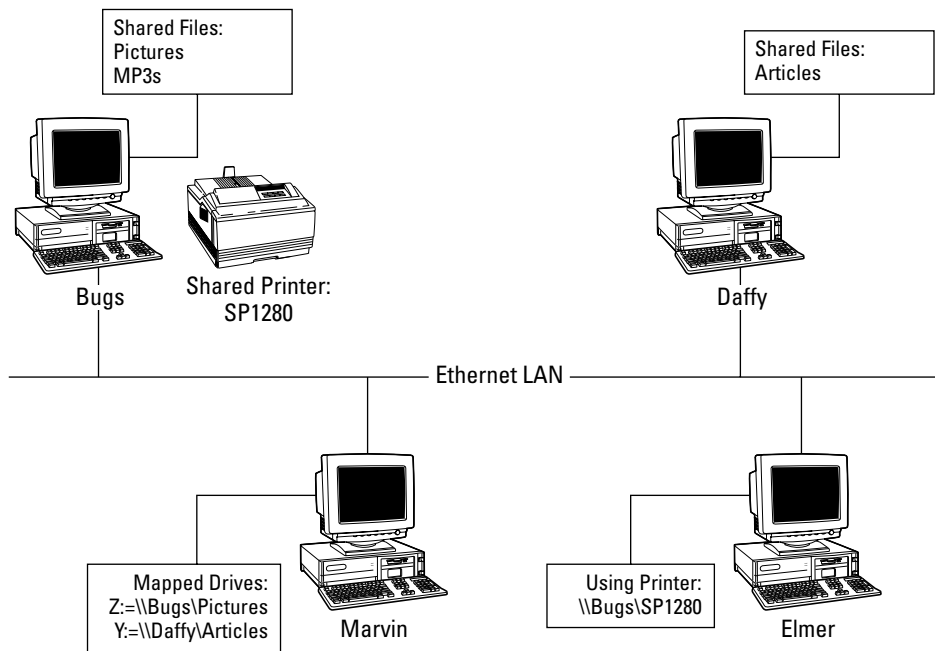 Shared Files:
Pictures
MP3s
Shared Files:
Articles
Bugs
Shared Printer:
SP1280
Daffy
Ethernet LAN
Mapped Drives:
Z:=\\Bugs\Pictures
Y:=\\Daffy\Articles
Marvin
Using Printer:
\\Bugs\SP1280
Elmer